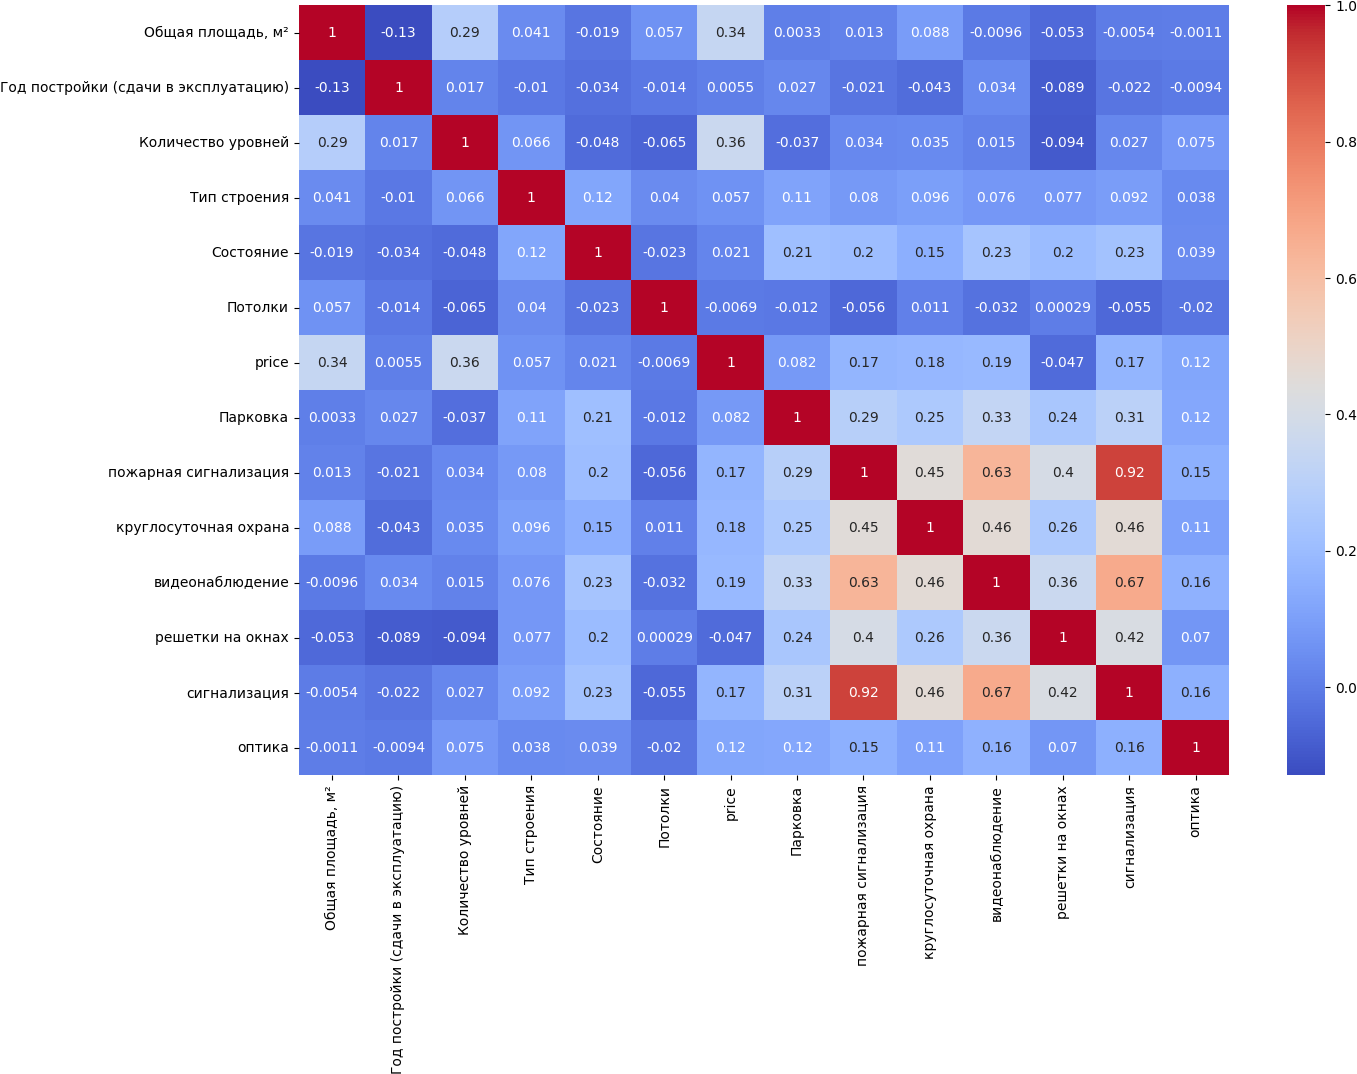 Общая площадь, м² 1 -0.13 0.29 0.041 -0.019 0.057 0.34 0.0033 0.013 0.088 -0.0096 -0.053 -0.0054 -0.0011
Год постройки (сдачи в эксплуатацию) -0.13 1 0.017 -0.01 -0.034 -0.014 0.0055 0.027 -0.021 -0.043 0.034 -0.089 -0.022 -0.0094
Количество уровней 0.29 0.017 1 0.066 -0.048 -0.065 0.36 -0.037 0.034 0.035 0.015 -0.094 0.027 0.075
Тип строения 0.041 -0.01 0.066 1 0.12 0.04 0.057 0.11 0.08 0.096 0.076 0.077 0.092 0.038
Состояние -0.019 -0.034 -0.048 0.12 1 -0.023 0.021 0.21 0.2 0.15 0.23 0.2 0.23 0.039
Потолки 0.057 -0.014 -0.065 0.04 -0.023 1 -0.0069 -0.012 -0.056 0.011 -0.032 0.00029 -0.055 -0.02
price 0.34 0.0055 0.36 0.057 0.021 -0.0069 1 0.082 0.17 0.18 0.19 -0.047 0.17 0.12
Парковка 0.0033 0.027 -0.037 0.11 0.21 -0.012 0.082 1 0.29 0.25 0.33 0.24 0.31 0.12
пожарная сигнализация 0.013 -0.021 0.034 0.08 0.2 -0.056 0.17 0.29 1 0.45 0.63 0.4 0.92 0.15
круглосуточная охрана 0.088 -0.043 0.035 0.096 0.15 0.011 0.18 0.25 0.45 1 0.46 0.26 0.46 0.11
видеонаблюдение -0.0096 0.034 0.015 0.076 0.23 -0.032 0.19 0.33 0.63 0.46 1 0.36 0.67 0.16
решетки на окнах -0.053 -0.089 -0.094 0.077 0.2 0.00029 -0.047 0.24 0.4 0.26 0.36 1 0.42 0.07
сигнализация -0.0054 -0.022 0.027 0.092 0.23 -0.055 0.17 0.31 0.92 0.46 0.67 0.42 1 0.16
оптика -0.0011 -0.0094 0.075 0.038 0.039 -0.02 0.12 0.12 0.15 0.11 0.16 0.07 0.16 1
Общая площадь, м²
Год постройки (сдачи в эксплуатацию)
Количество уровней
Тип строения
Состояние
Потолки
price
Парковка
пожарная сигнализация
круглосуточная охрана
видеонаблюдение
решетки на окнах
сигнализация
оптика
1.0
0.8
0.6
0.4
0.2
0.0